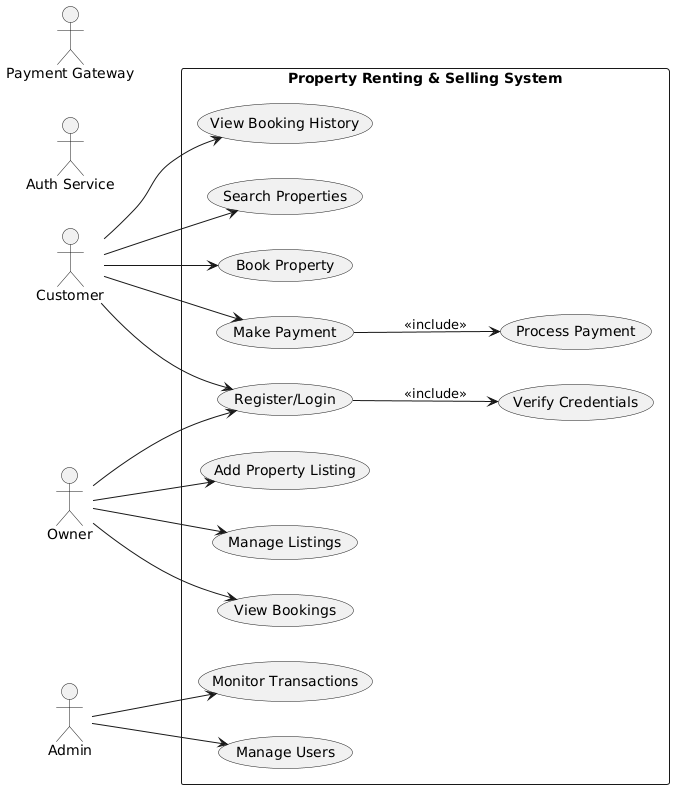 Payment Gateway
Property Renting & Selling System
View Booking History
Auth Service
Search Properties
Customer
Book Property
Make Payment
«include»
Process Payment
Register/Login
«include»
Verify Credentials
Add Property Listing
Owner
Manage Listings
View Bookings
Monitor Transactions
Admin
Manage Users